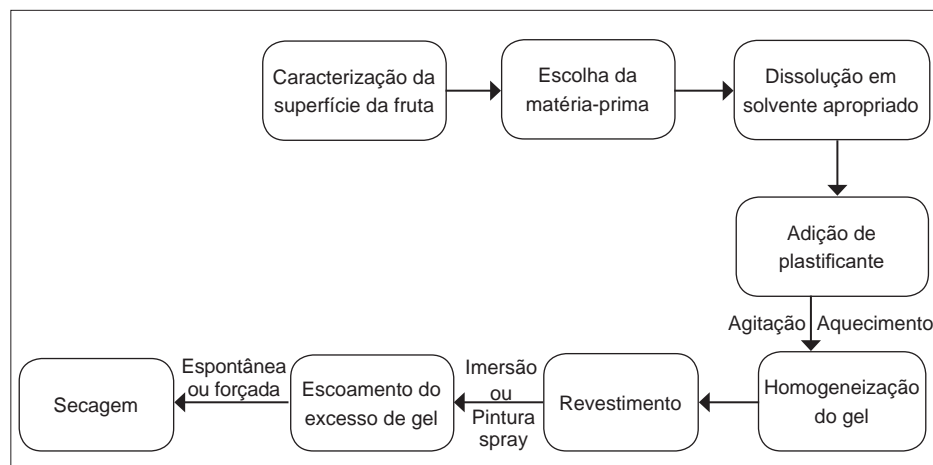 Caracterização da
superfície da fruta
Escolha da
matéria-prima
Dissolução em
solvente apropriado
Adição de
plastificante
Agitação
Aquecimento
Homogeneização
do gel
Revestimento
Imersão
ou
Pintura
spray
Escoamento do
excesso de gel
Espontânea
ou forçada
Secagem